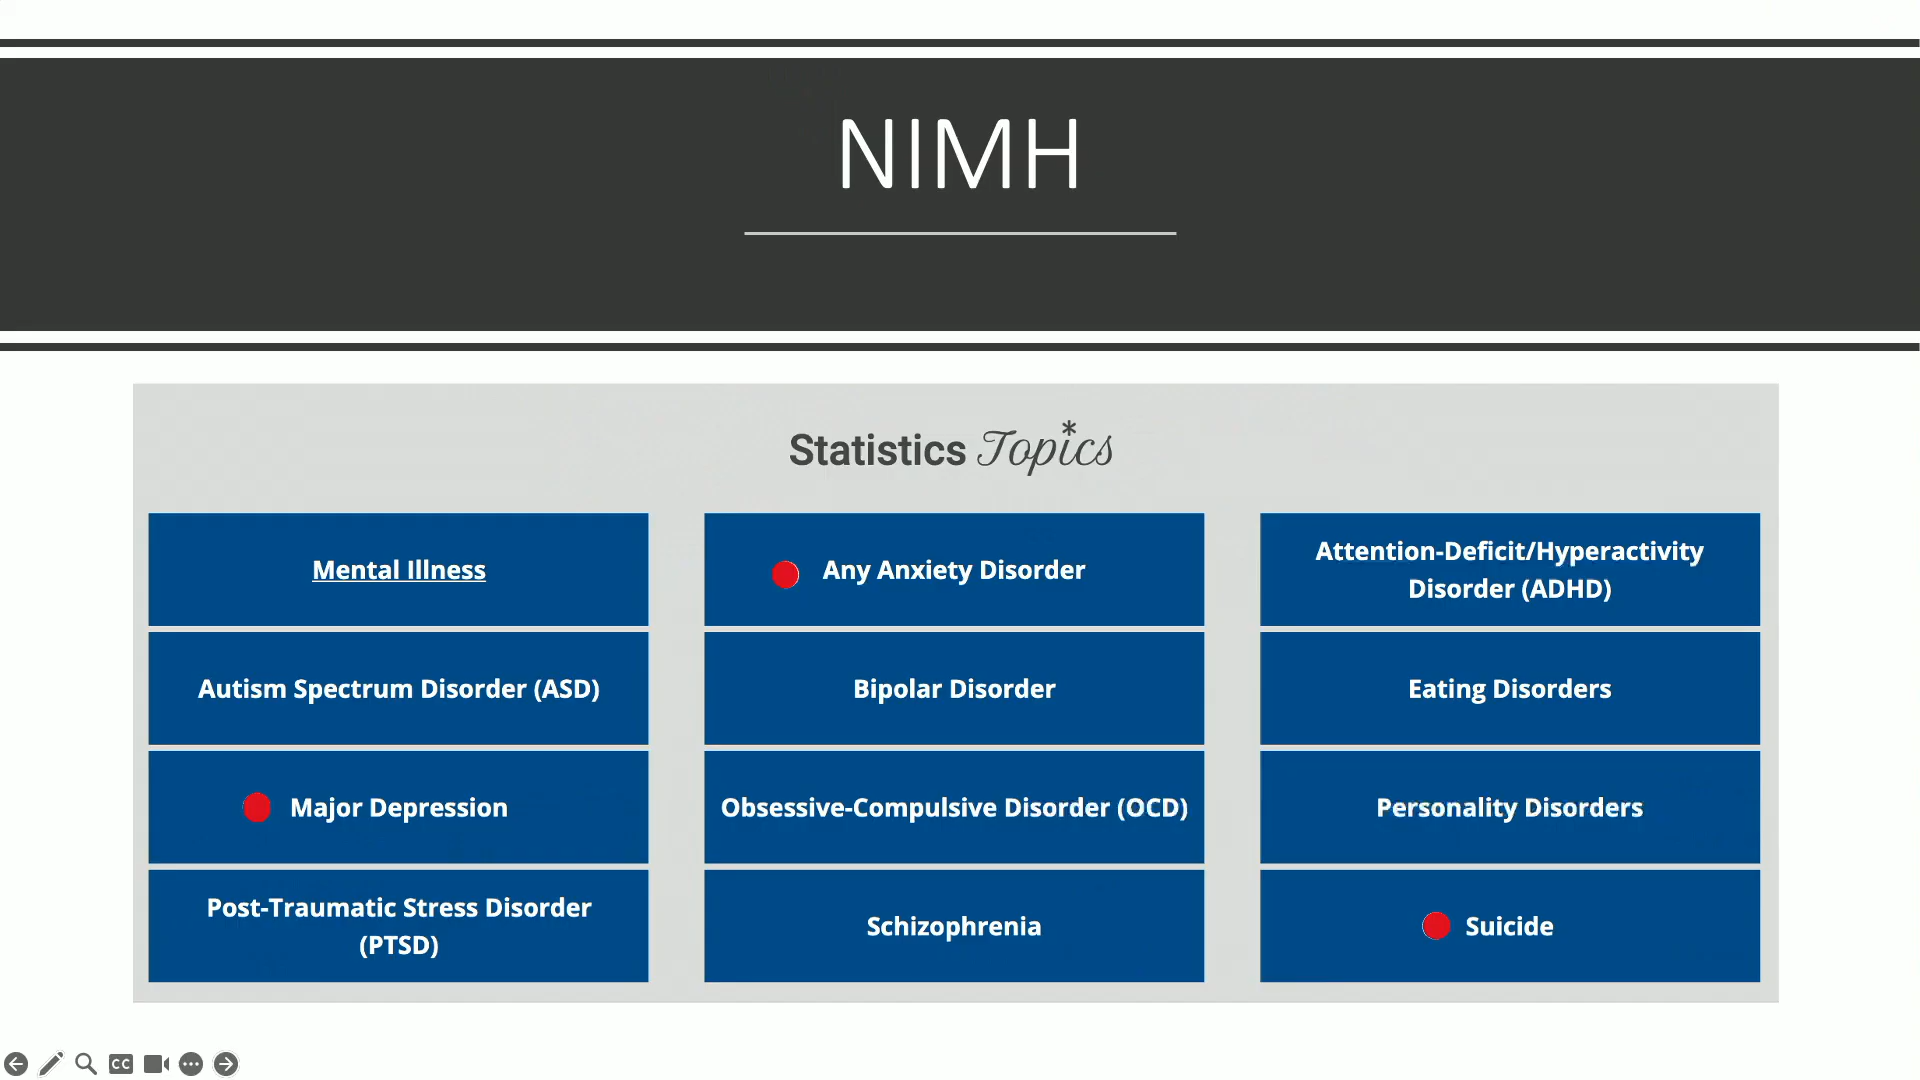 NIMH
Statistics Topics*
Mental Illness
Any Anxiety Disorder
Attention-Deficit/Hyperactivity
Disorder (ADHD)
Autism Spectrum Disorder (ASD)
Bipolar Disorder
Eating Disorders
Major Depression
Obsessive-Compulsive Disorder (OCD)
Personality Disorders
Post-Traumatic Stress Disorder
(PTSD)
Schizophrenia
Suicide
CC